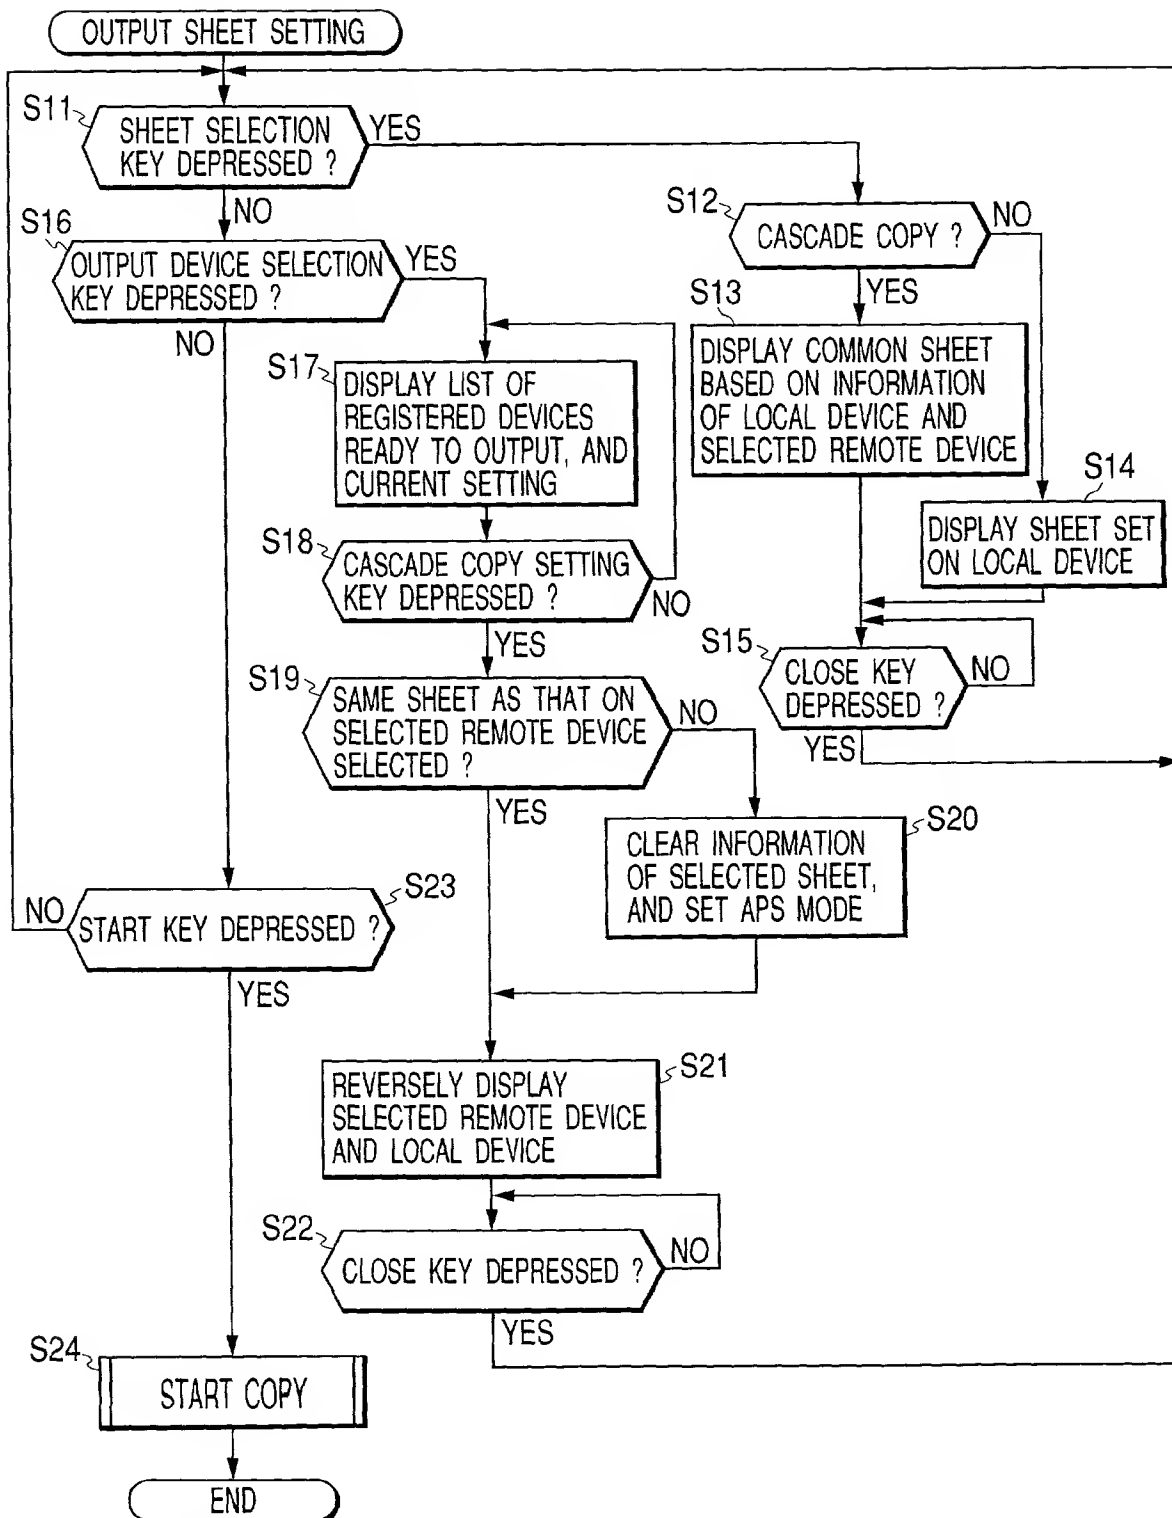 OUTPUT SHEET SETTING
S11
SHEET SELECTION
KEY DEPRESSED ?
YES
NO
S12
CASCADE COPY ?
NO
YES
S13
DISPLAY COMMON SHEET
BASED ON INFORMATION
OF LOCAL DEVICE AND
SELECTED REMOTE DEVICE
S14
DISPLAY SHEET SET
ON LOCAL DEVICE
S15
CLOSE KEY
DEPRESSED ?
NO
YES
S16
OUTPUT DEVICE SELECTION
KEY DEPRESSED ?
YES
NO
S17
DISPLAY LIST OF
REGISTERED DEVICES
READY TO OUTPUT, AND
CURRENT SETTING
S18
CASCADE COPY SETTING
KEY DEPRESSED ?
NO
YES
S19
SAME SHEET AS THAT ON
SELECTED REMOTE DEVICE
SELECTED ?
NO
YES
S20
CLEAR INFORMATION
OF SELECTED SHEET,
AND SET APS MODE
S21
REVERSELY DISPLAY
SELECTED REMOTE DEVICE
AND LOCAL DEVICE
S22
CLOSE KEY DEPRESSED ?
NO
YES
S23
START KEY DEPRESSED ?
NO
YES
S24
START COPY
END